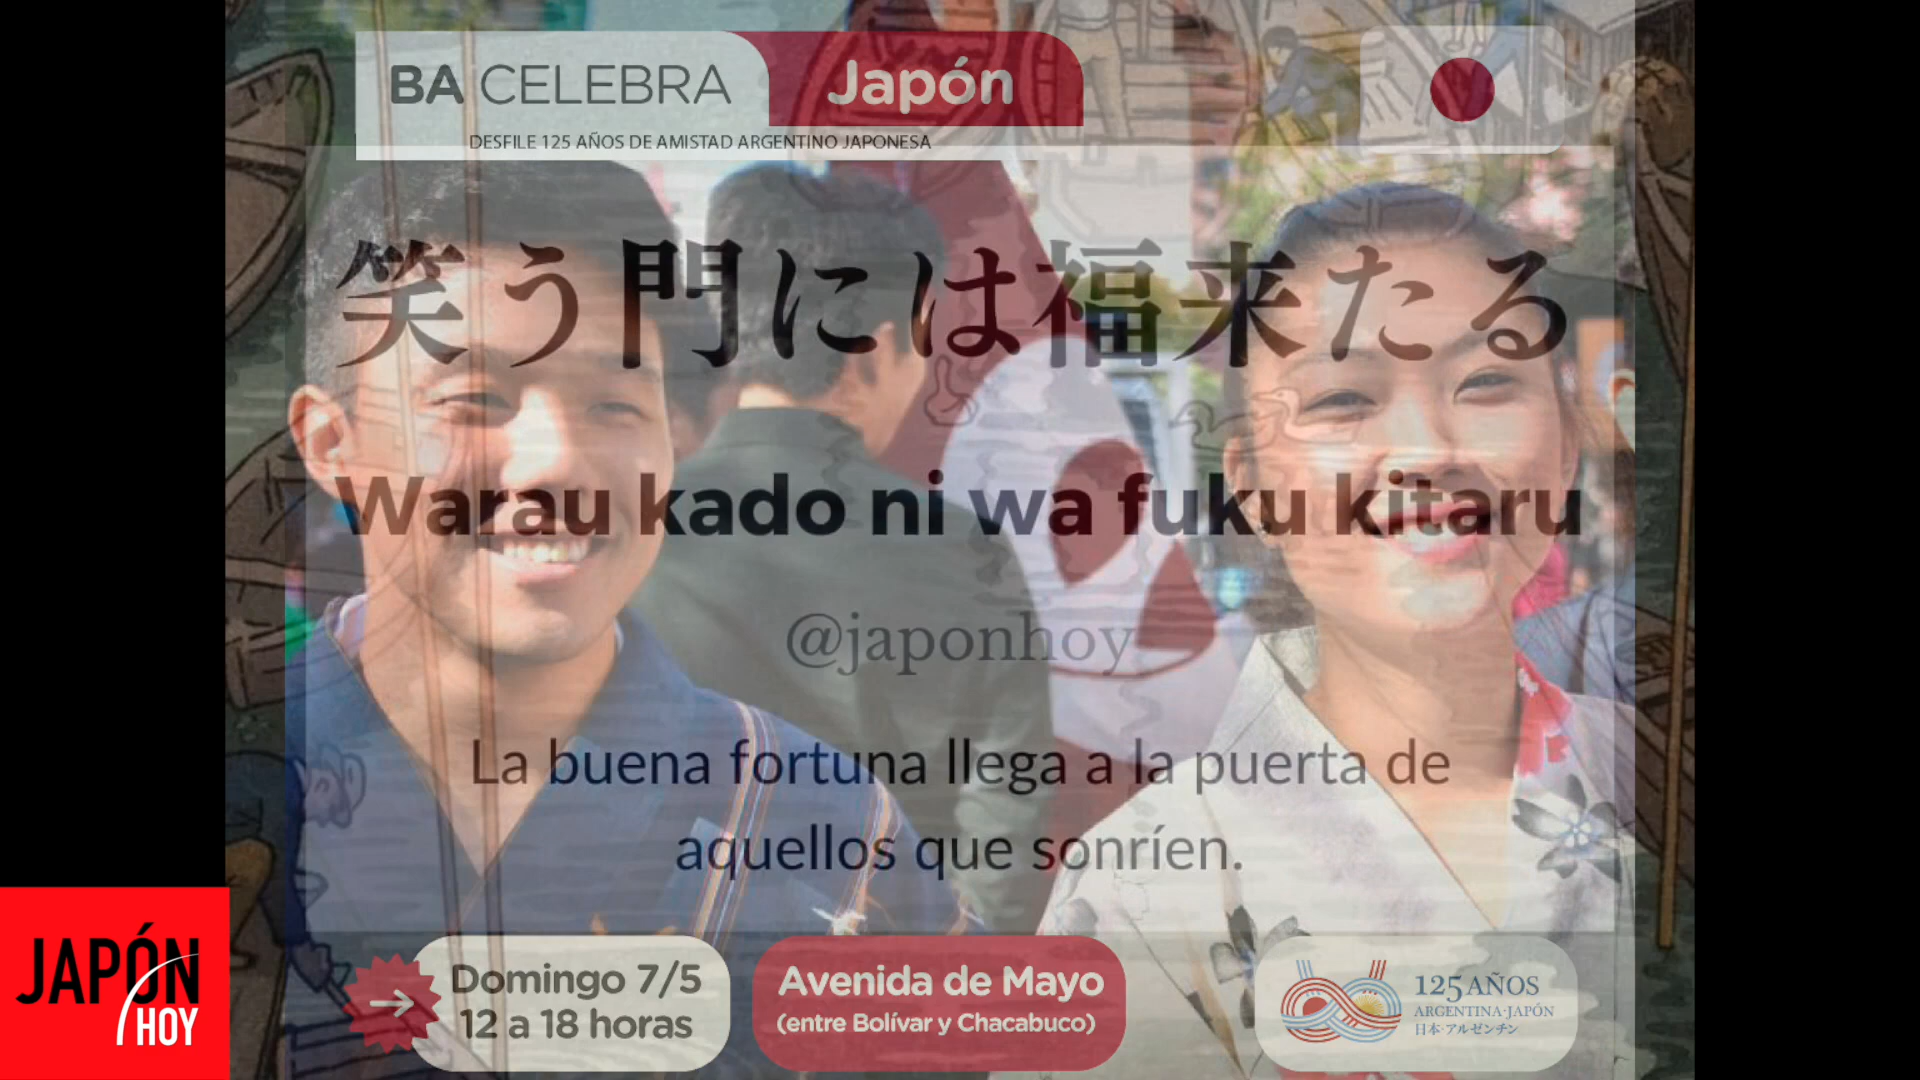 BA CELEBRA Japón
DESFILE 125 AÑOS DE AMISTAD ARGENTINO JAPONESA
笑う門には福来たる
Warau kado ni wa fuku kitaru
@japonhoy
La buena fortuna llega a la puerta de
aquellos que sonríen.
Domingo 7/5
12 a 18 horas
Avenida de Mayo
(entre Bolívar y Chacabuco)
125 AÑOS
ARGENTINA·JAPÓN
日本·アルゼンチン
JAPÓN
HOY